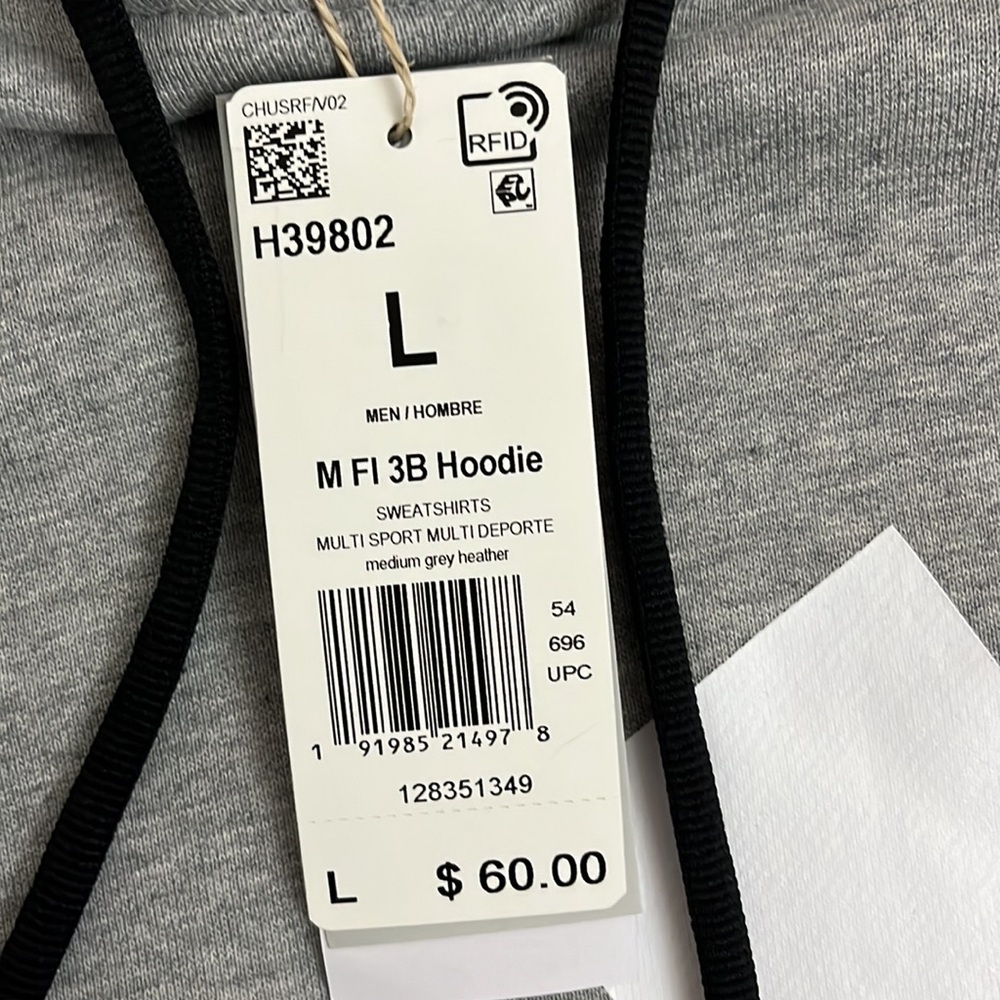 CHUSRF/V02
RFID
EPC
H39802
L
MEN / HOMBRE
M FI 3B Hoodie
SWEATSHIRTS
MULTI SPORT MULTI DEPORTE
medium grey heather
54
696
UPC
1 91985 21497 8
128351349
L $ 60.00